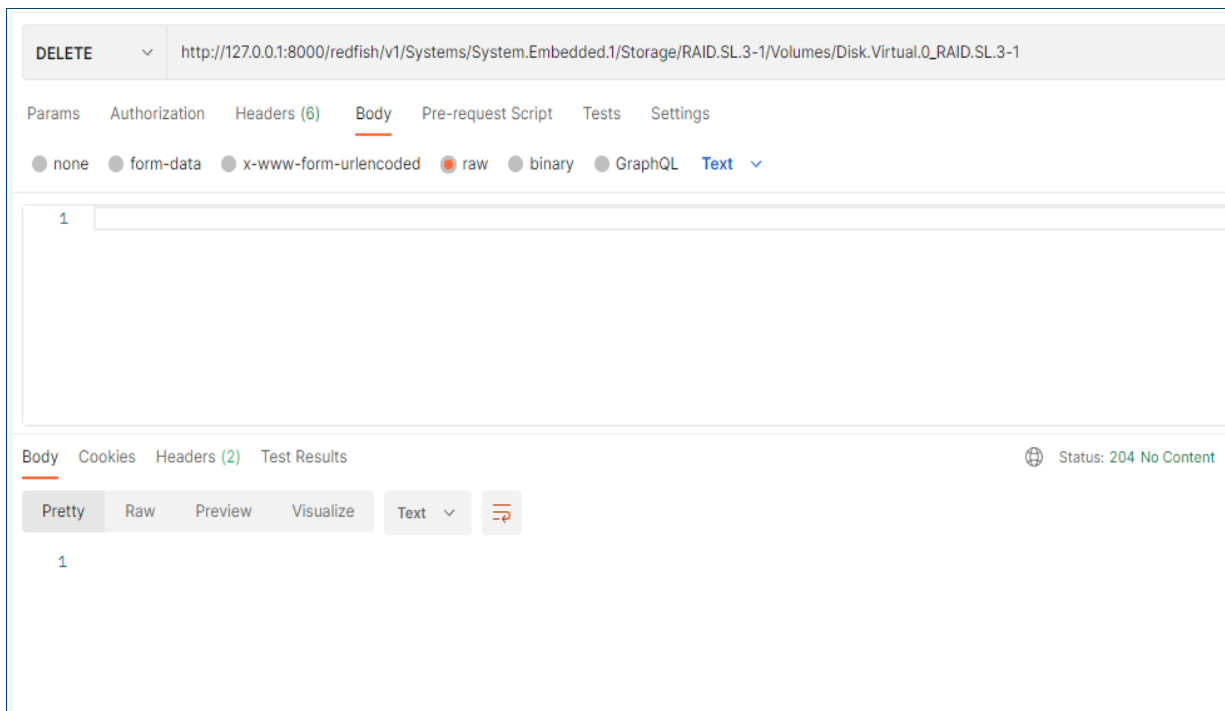 DELETE http://127.0.0.1:8000/redfish/v1/Systems/System.Embedded.1/Storage/RAID.SL.3-1/Volumes/Disk.Virtual.0_RAID.SL.3-1
Params Authorization Headers (6) Body Pre-request Script Tests Settings
none form-data x-www-form-urlencoded raw binary GraphQL Text
1
Body Cookies Headers (2) Test Results Status: 204 No Content
Pretty Raw Preview Visualize Text
1